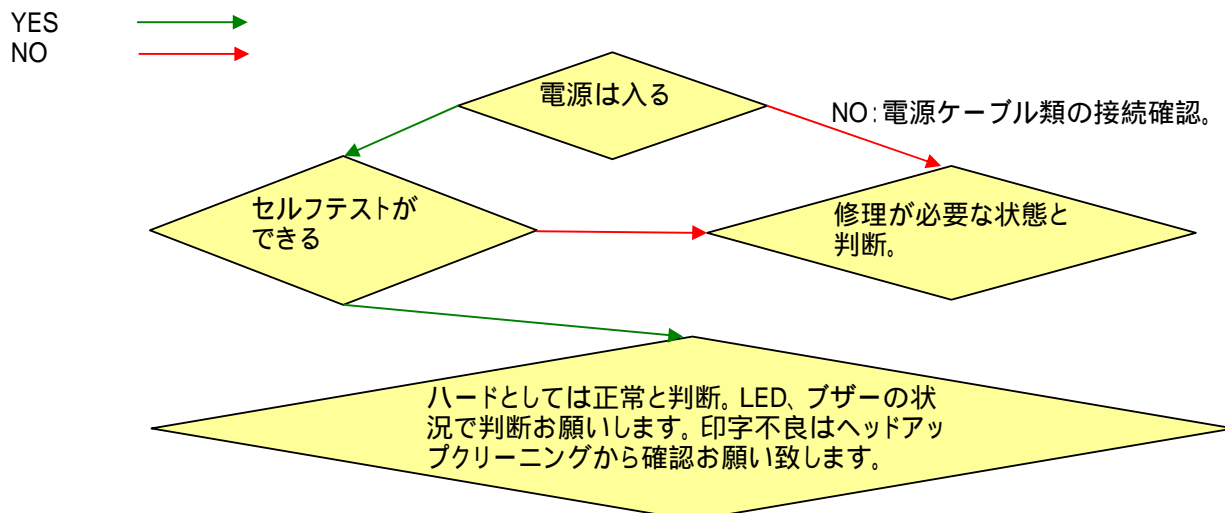 YES
NO
電源は入る
NO:電源ケーブル類の接続確認。
セルフテストが
できる
修理が必要な状態と
判断。
ハードとしては正常と判断。LED、ブザーの状
況で判断お願いします。印字不良はヘッドアッ
プクリーニングから確認お願い致します。